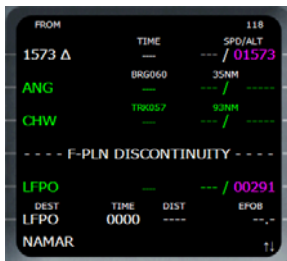 FROM 118
TIME SPD/ALT
1573 Δ ---- --- / 01573
BRG060 35NM
ANG ---- --- / -----
TRK057 93NM
CHW ---- --- / -----
- - - - F-PLN DISCONTINUITY - - - -
LFPO ---- --- / 00291
DEST TIME DIST EFOB
LFPO 0000 ---- --.-
NAMAR ↑↓